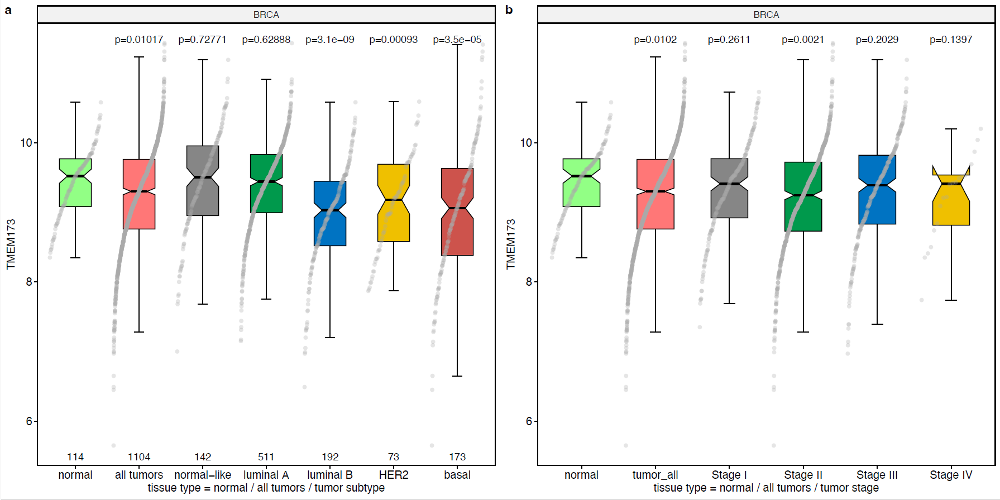 a
BRCA
p=0.01017 p=0.72771 p=0.62888 p=3.1e−09 p=0.00093 p=3.5e−05
TMEM173
10
8
6
114 1104 142 511 192 73 173
normal all tumors normal−like luminal A luminal B HER2 basal
tissue type = normal / all tumors / tumor subtype
b
BRCA
p=0.0102 p=0.2611 p=0.0021 p=0.2029 p=0.1397
TMEM173
10
8
6
normal tumor_all Stage I Stage II Stage III Stage IV
tissue type = normal / all tumors / tumor stage